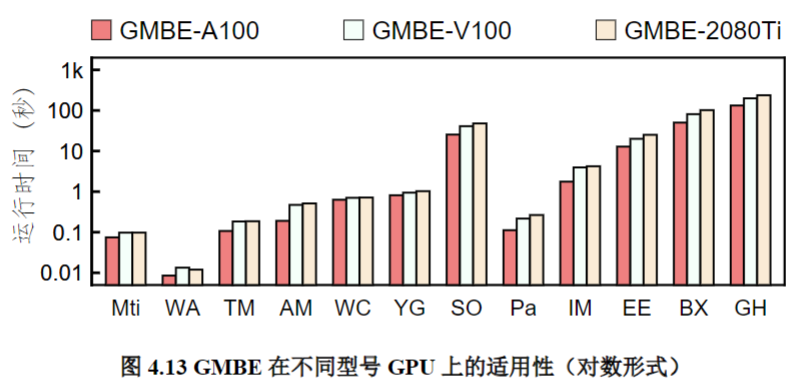 GMBE-A100 GMBE-V100 GMBE-2080Ti
运行时间（秒）
1k
100
10
1
0.1
0.01
Mti WA TM AM WC YG SO Pa IM EE BX GH
图 4.13 GMBE 在不同型号 GPU 上的适用性（对数形式）